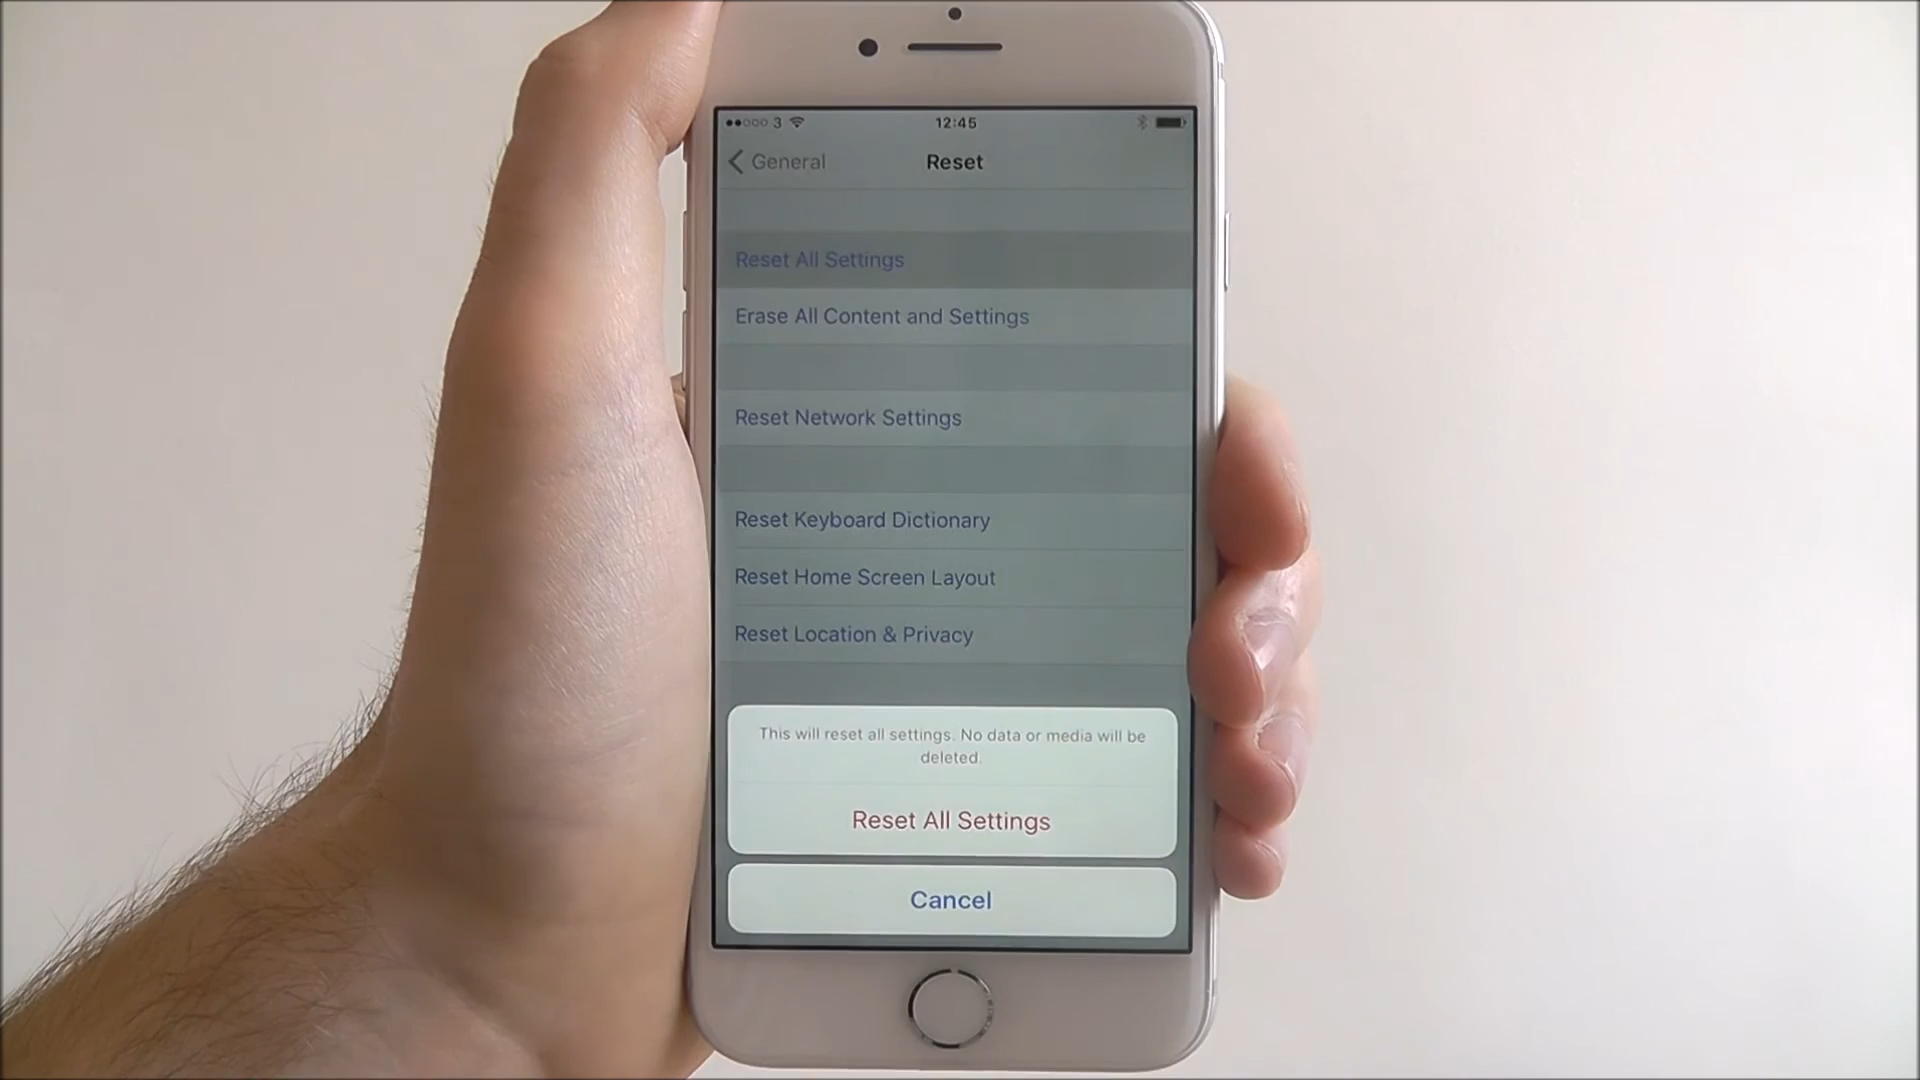 3 12:45
General Reset
Reset All Settings
Erase All Content and Settings
Reset Network Settings
Reset Keyboard Dictionary
Reset Home Screen Layout
Reset Location & Privacy
This will reset all settings. No data or media will be
deleted.
Reset All Settings
Cancel